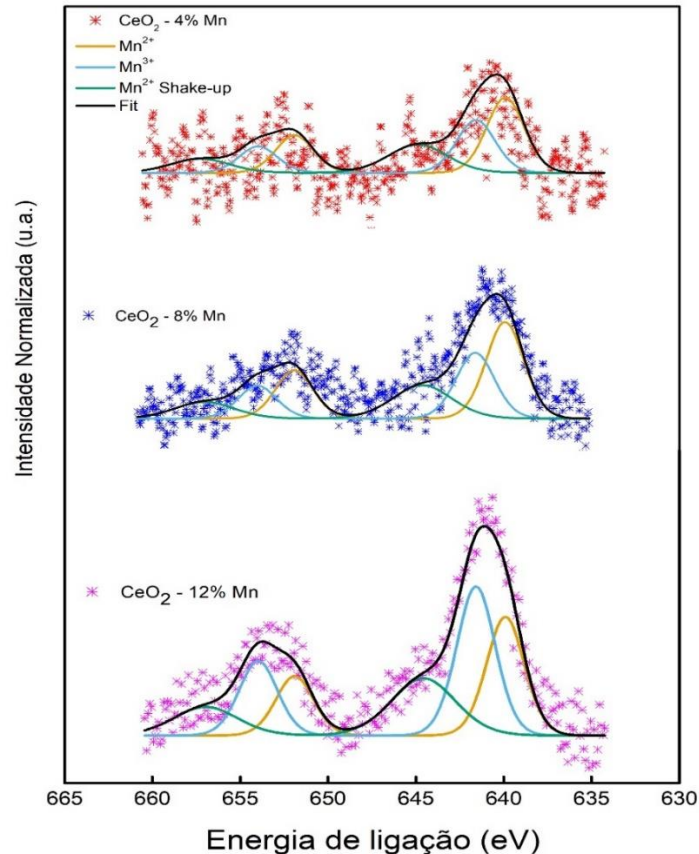 CeO₂ - 4% Mn
Mn²⁺
Mn³⁺
Mn²⁺ Shake-up
Fit
CeO₂ - 8% Mn
CeO₂ - 12% Mn
Intensidade Normalizada (u.a.)
665 660 655 650 645 640 635 630
Energia de ligação (eV)